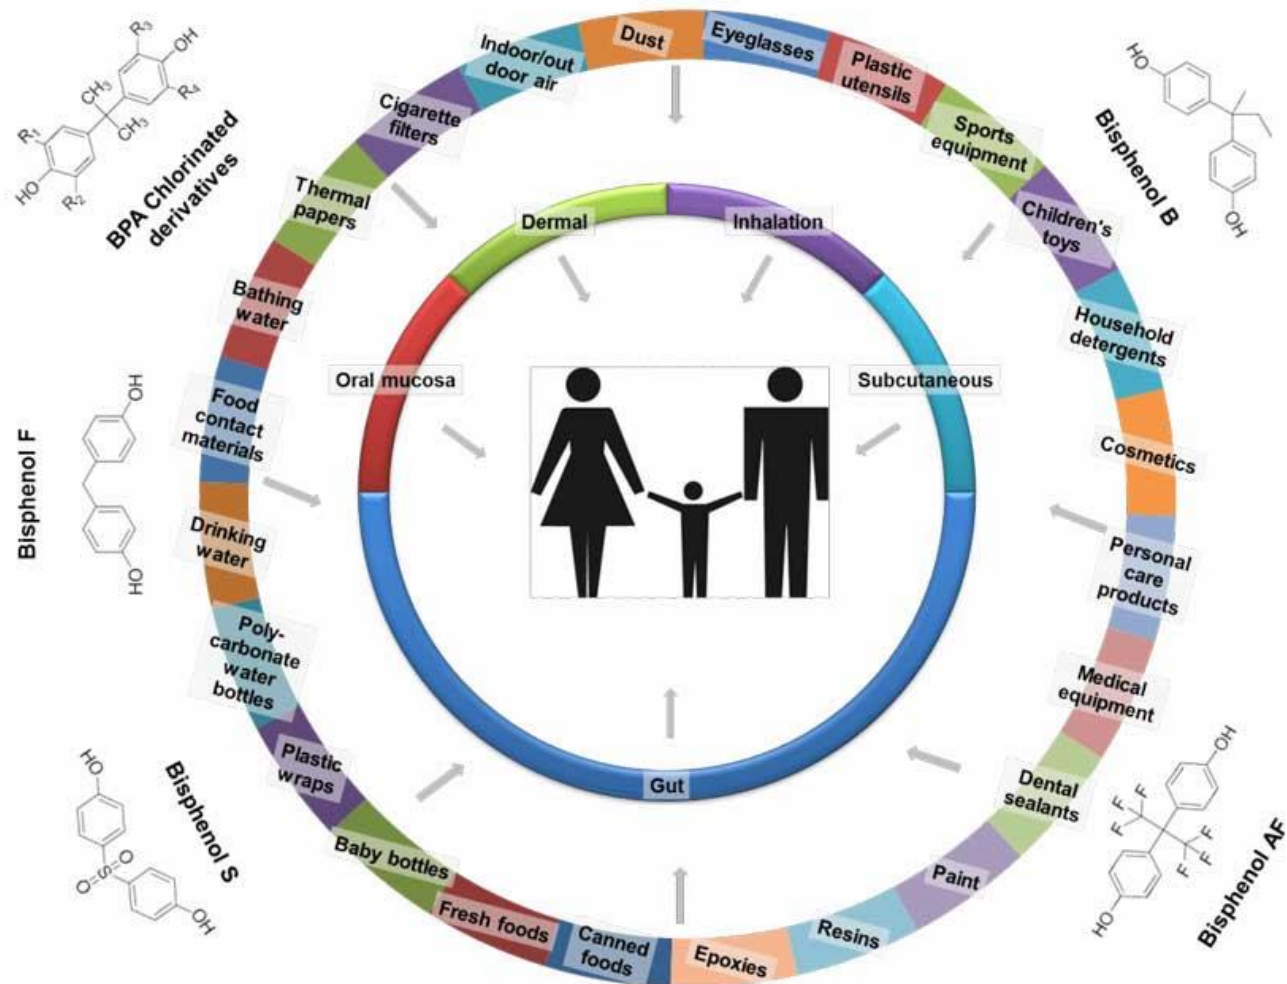 Dust
Eyeglasses
Plastic
utensils
Sports
equipment
Children's
toys
Household
detergents
Cosmetics
Personal
care
products
Medical
equipment
Dental
sealants
Paint
Resins
Epoxies
Canned
foods
Fresh foods
Baby bottles
Plastic
wraps
Poly-
carbonate
water
bottles
Drinking
water
Food
contact
materials
Bathing
water
Thermal
papers
Cigarette
filters
Indoor/out
door air
Dermal
Inhalation
Oral mucosa
Subcutaneous
Gut
R3
OH
CH3
R4
R1
CH3
HO
R2
BPA Chlorinated
derivatives
HO
OH
Bisphenol B
OH
HO
Bisphenol F
HO
O
S
O
OH
Bisphenol S
OH
F
F
F
F
F
F
HO
Bisphenol AF